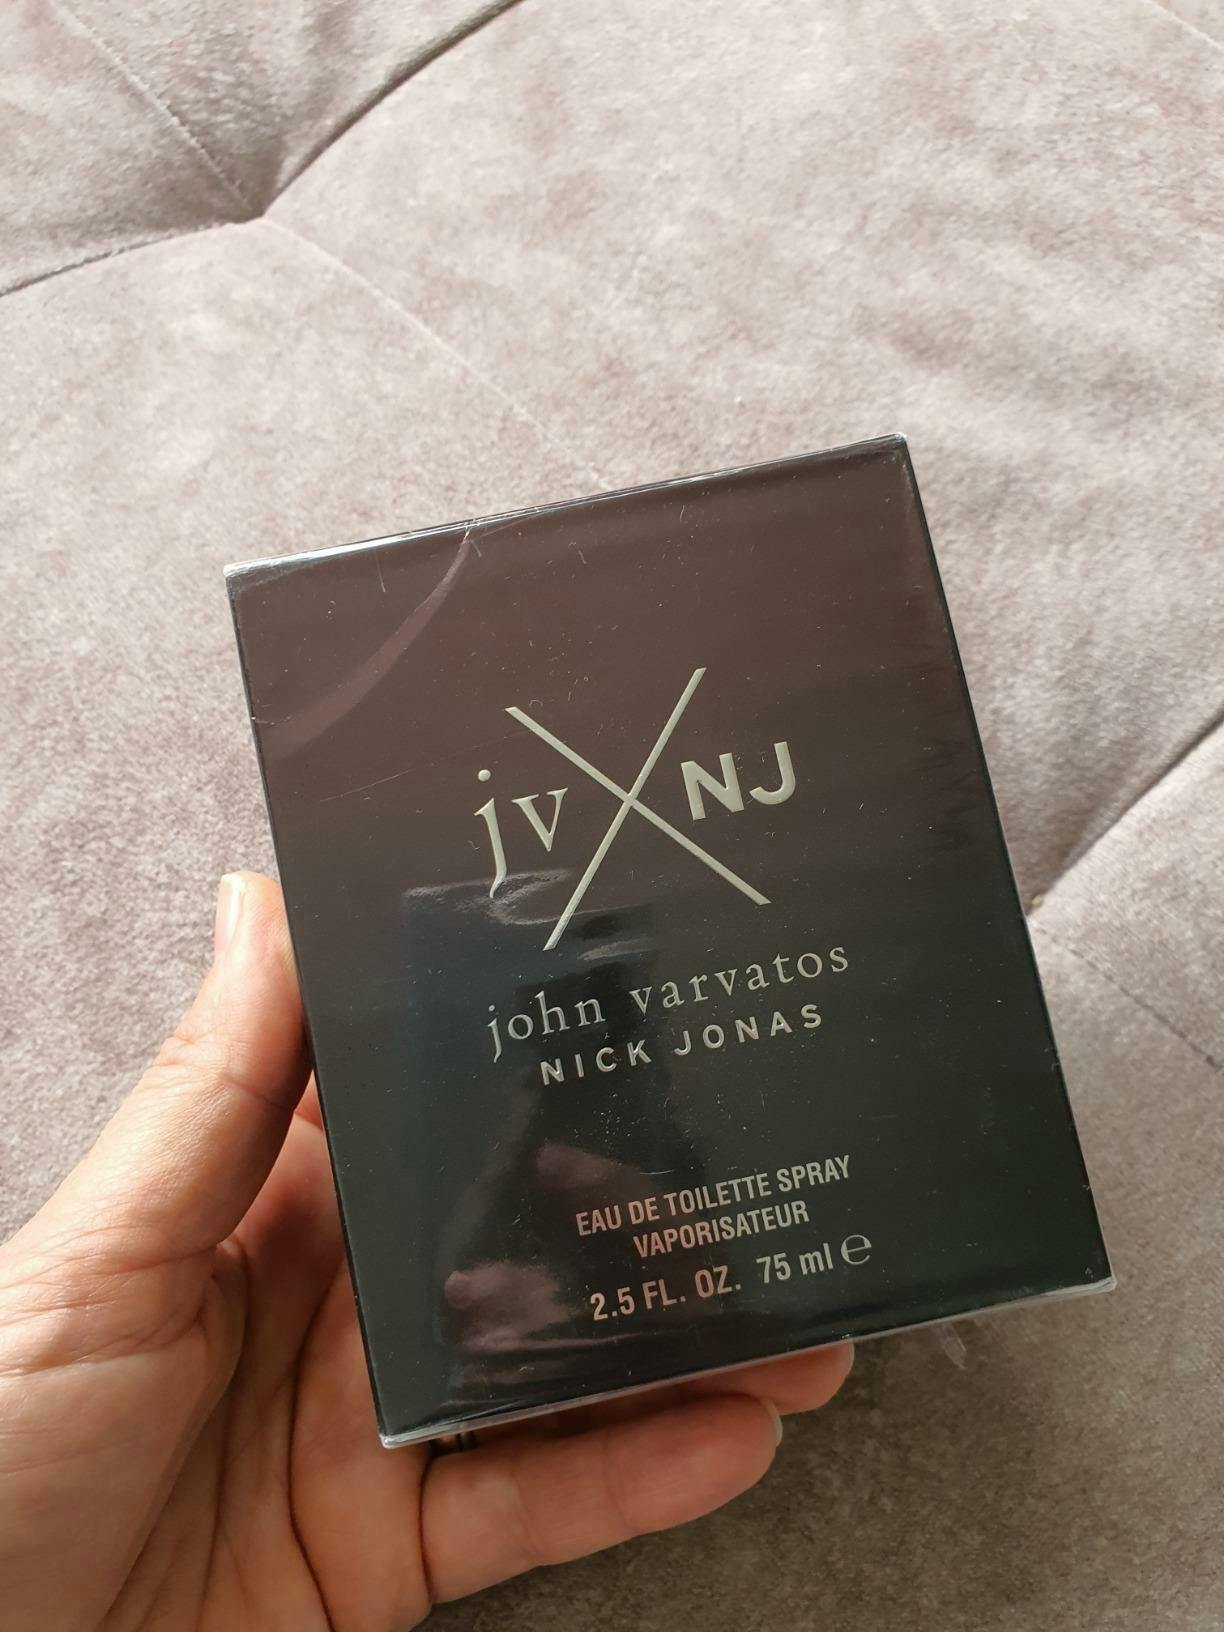 jv X NJ
john varvatos
NICK JONAS
EAU DE TOILETTE SPRAY
VAPORISATEUR
2.5 FL. OZ. 75 ml ℮